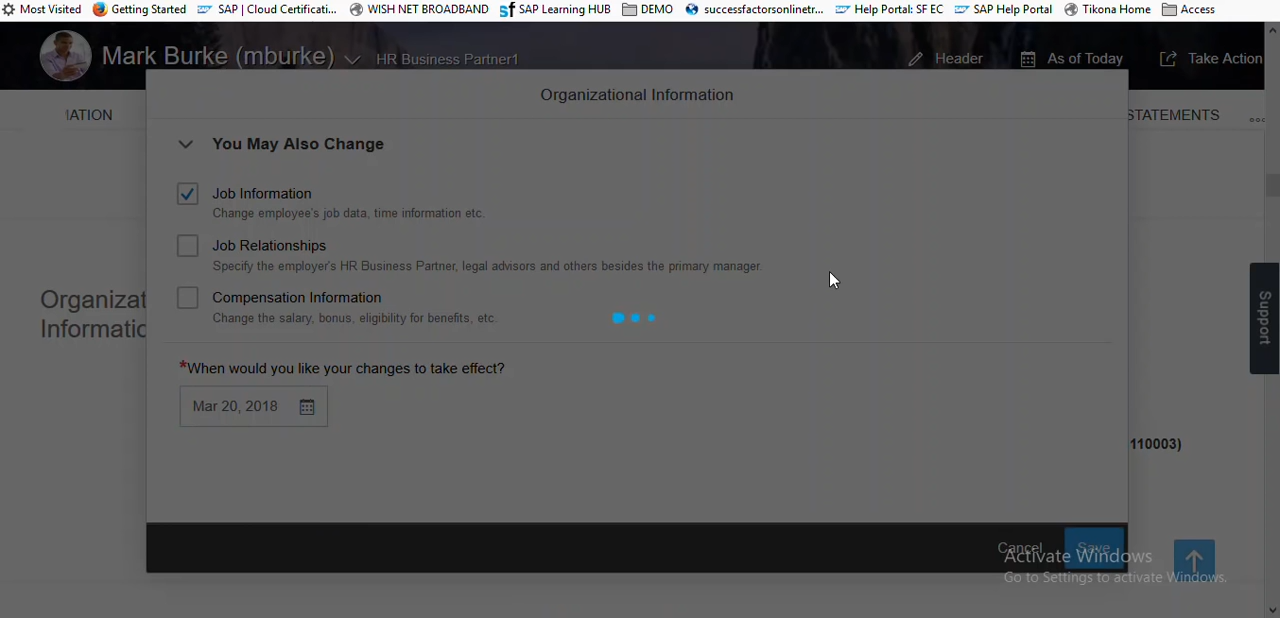 Most Visited Getting Started SAP | Cloud Certificati... WISH NET BROADBAND SAP Learning HUB DEMO successfactorsonlinetr... Help Portal: SF EC SAP Help Portal Tikona Home Access
Mark Burke (mburke) HR Business Partner1 Header As of Today Take Action
Organizational Information
IATION STATEMENTS
You May Also Change
Job Information
Change employee's job data, time information etc.
Job Relationships
Specify the employer's HR Business Partner, legal advisors and others besides the primary manager.
Compensation Information
Change the salary, bonus, eligibility for benefits, etc.
Organizat
Informatio
Support
*When would you like your changes to take effect?
Mar 20, 2018
110003)
Cancel Save
Activate Windows
Go to Settings to activate Windows.